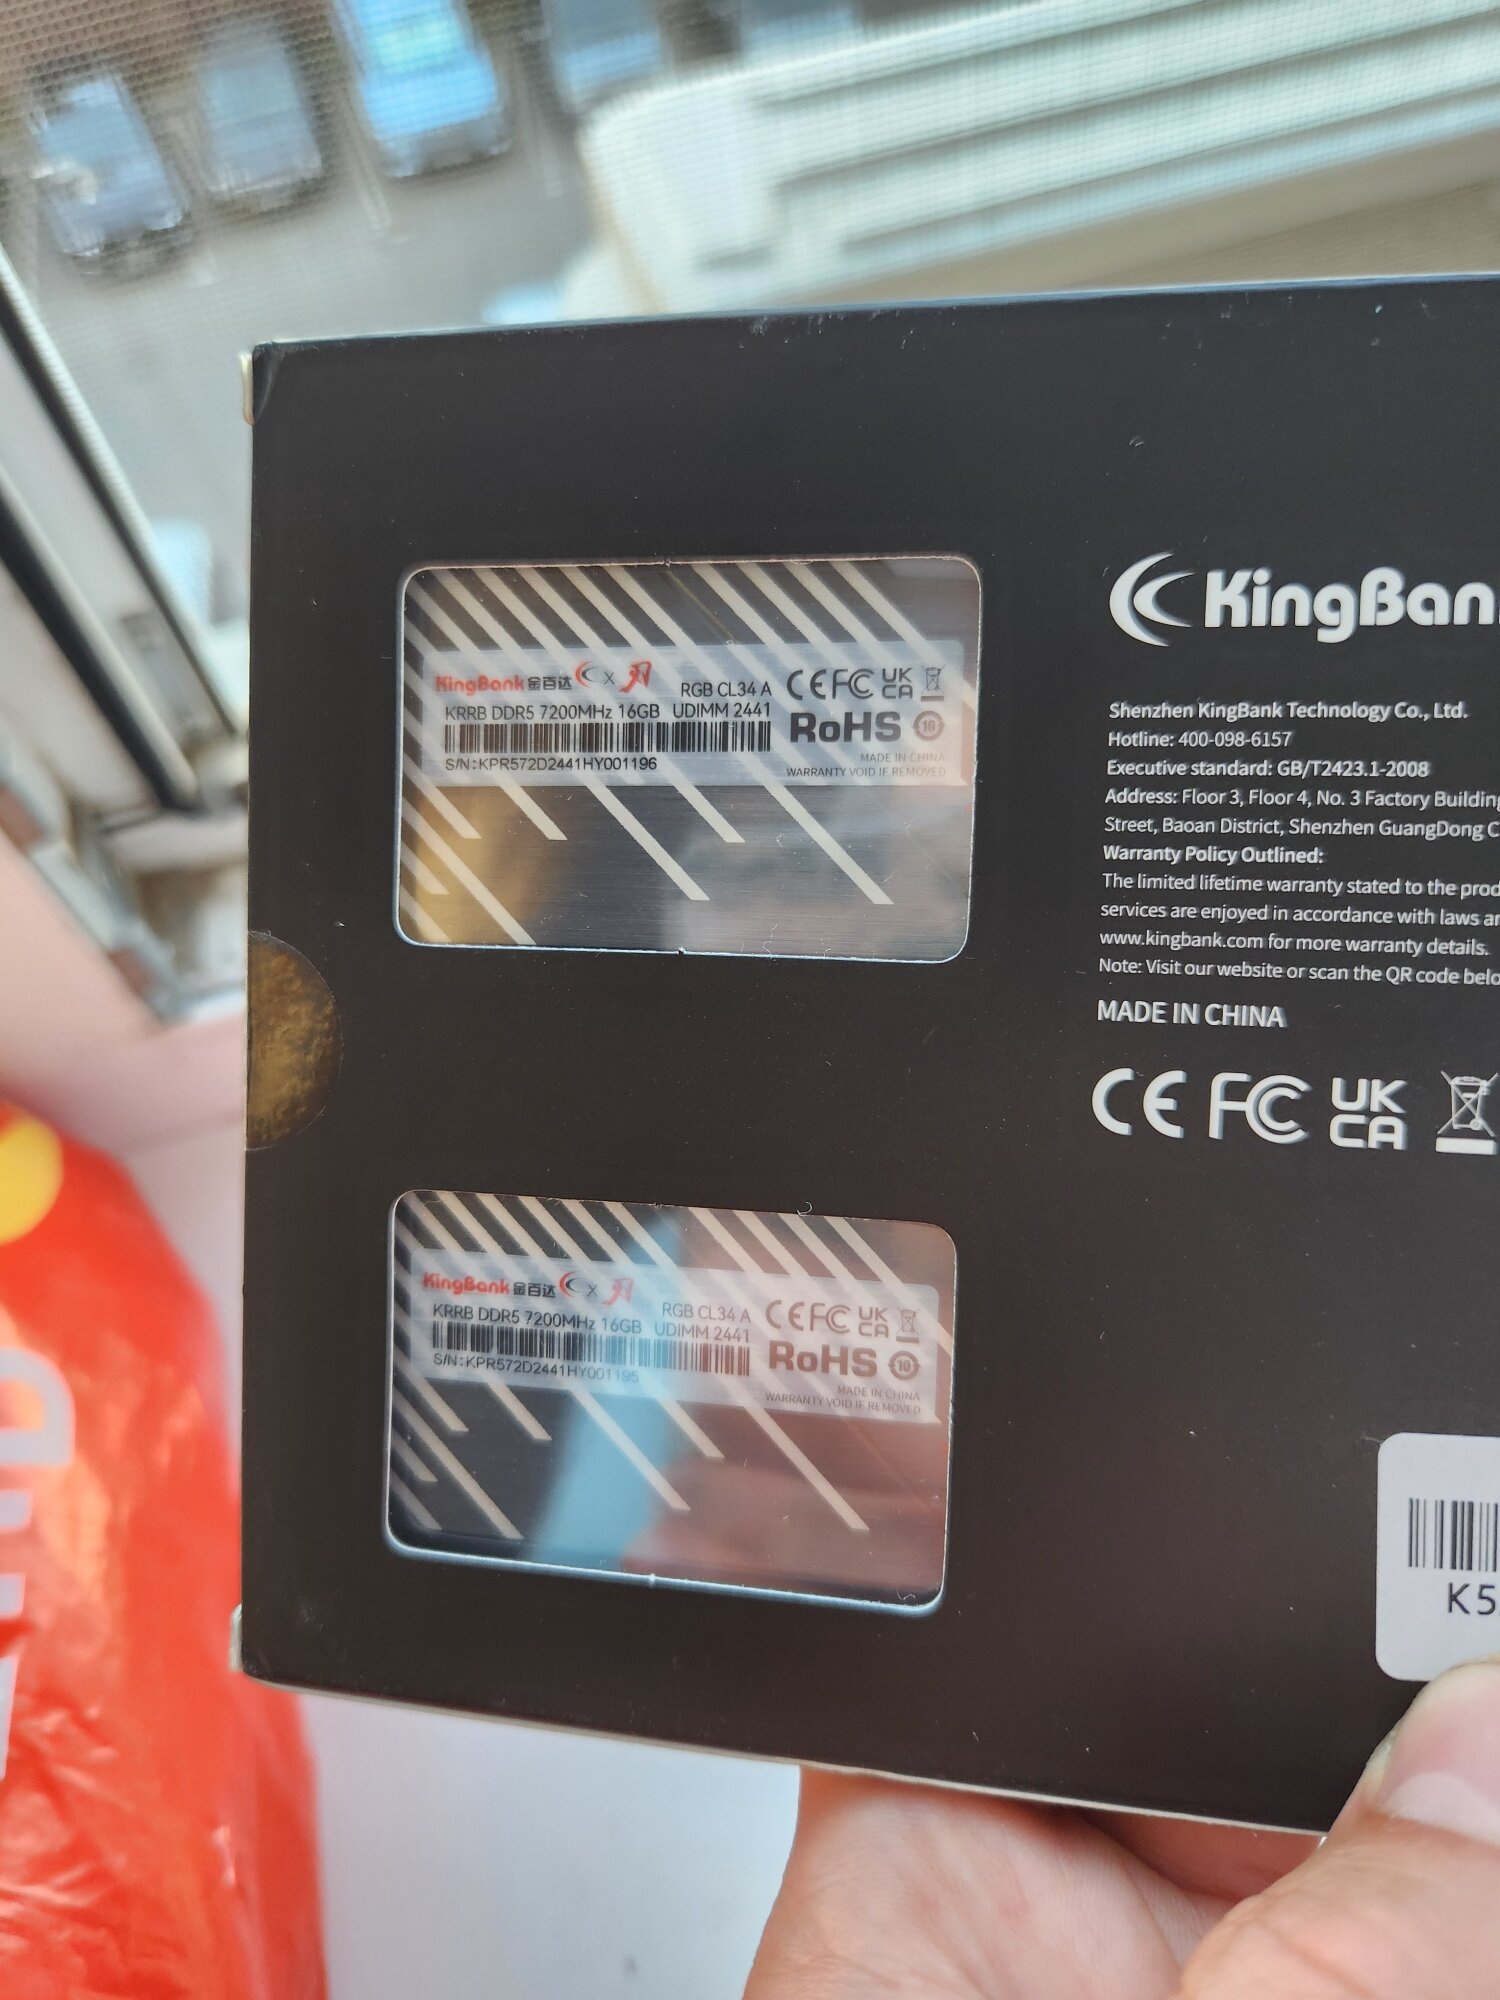 KingBank 金百达 x 刃
RGB CL34 A
KRRB DDR5 7200MHz 16GB UDIMM 2441
S/N:KPR572D2441HY001196
CE FC UK CA
RoHS 10
MADE IN CHINA
WARRANTY VOID IF REMOVED
KingBan
Shenzhen KingBank Technology Co., Ltd.
Hotline: 400-098-6157
Executive standard: GB/T2423.1-2008
Address: Floor 3, Floor 4, No. 3 Factory Building
Street, Baoan District, Shenzhen GuangDong C
Warranty Policy Outlined:
The limited lifetime warranty stated to the prod
services are enjoyed in accordance with laws an
www.kingbank.com for more warranty details.
Note: Visit our website or scan the QR code belo
MADE IN CHINA
CE FC UK CA
KingBank 金百达 x 刃
RGB CL34 A
KRRB DDR5 7200MHz 16GB UDIMM 2441
S/N:KPR572D2441HY001195
CE FC UK CA
RoHS 10
MADE IN CHINA
WARRANTY VOID IF REMOVED
K5